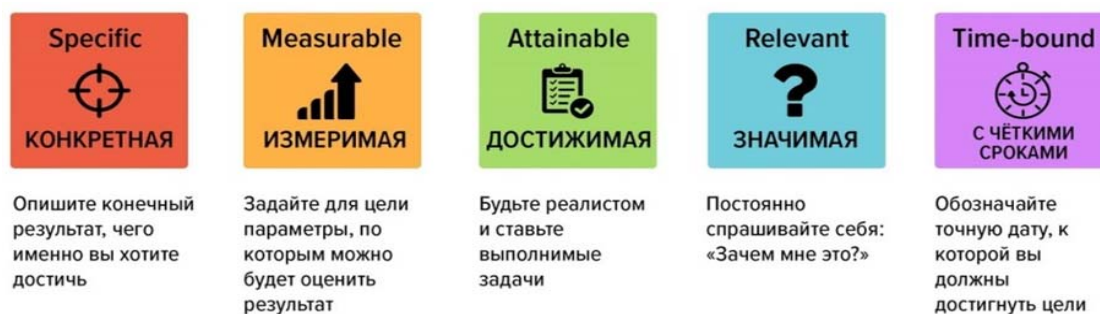 Specific
КОНКРЕТНАЯ
Опишите конечный
результат, чего
именно вы хотите
достичь
Measurable
ИЗМЕРИМАЯ
Задайте для цели
параметры, по
которым можно
будет оценить
результат
Attainable
ДОСТИЖИМАЯ
Будьте реалистом
и ставьте
выполнимые
задачи
Relevant
?
ЗНАЧИМАЯ
Постоянно
спрашивайте себя:
«Зачем мне это?»
Time-bound
С ЧЁТКИМИ
СРОКАМИ
Обозначайте
точную дату, к
которой вы
должны
достигнуть цели